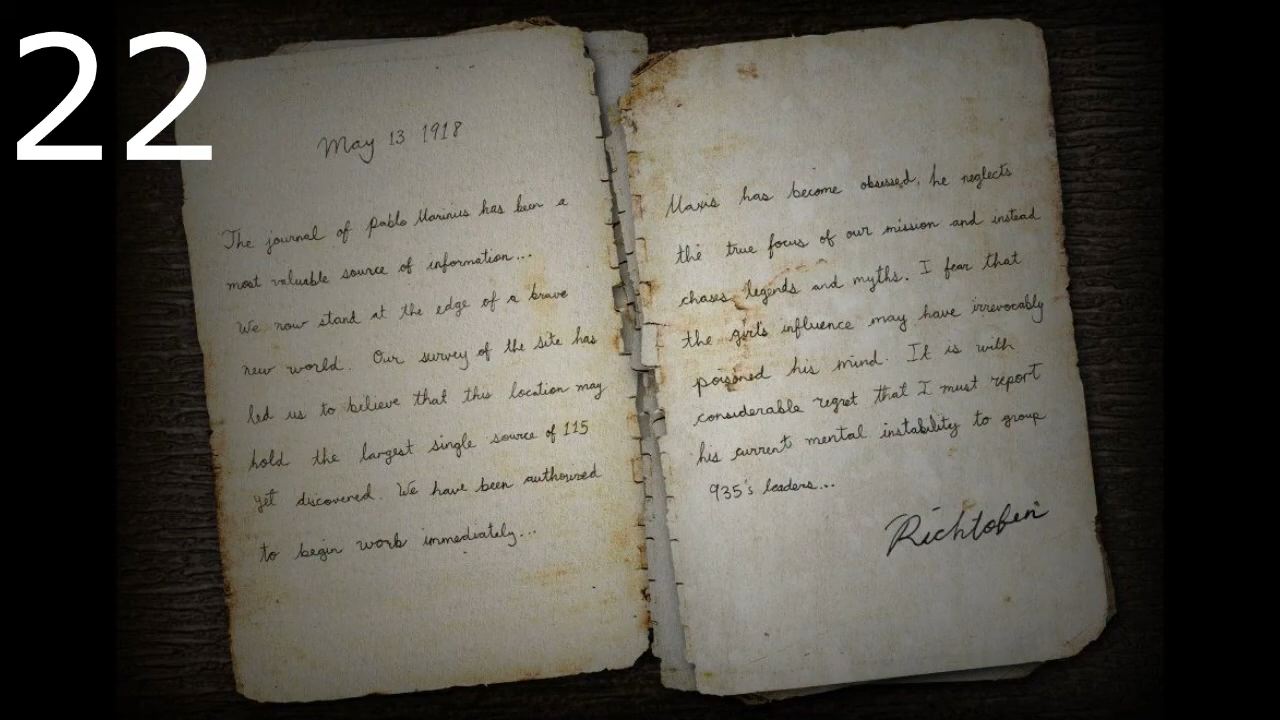 22
May 13 1918
The journal of Pablo Marinus has been a
most valuable source of information...
We now stand at the edge of a brave
new world. Our survey of the site has
led us to believe that this location may
hold the largest single source of 115
yet discovered. We have been authorized
to begin work immediately...
Maxis has become obsessed, he neglects
the true focus of our mission and instead
chases legends and myths. I fear that
the girl's influence may have irrevocably
poisoned his mind. It is with
considerable regret that I must report
his current mental instability to group
935's leaders...
Richtofen